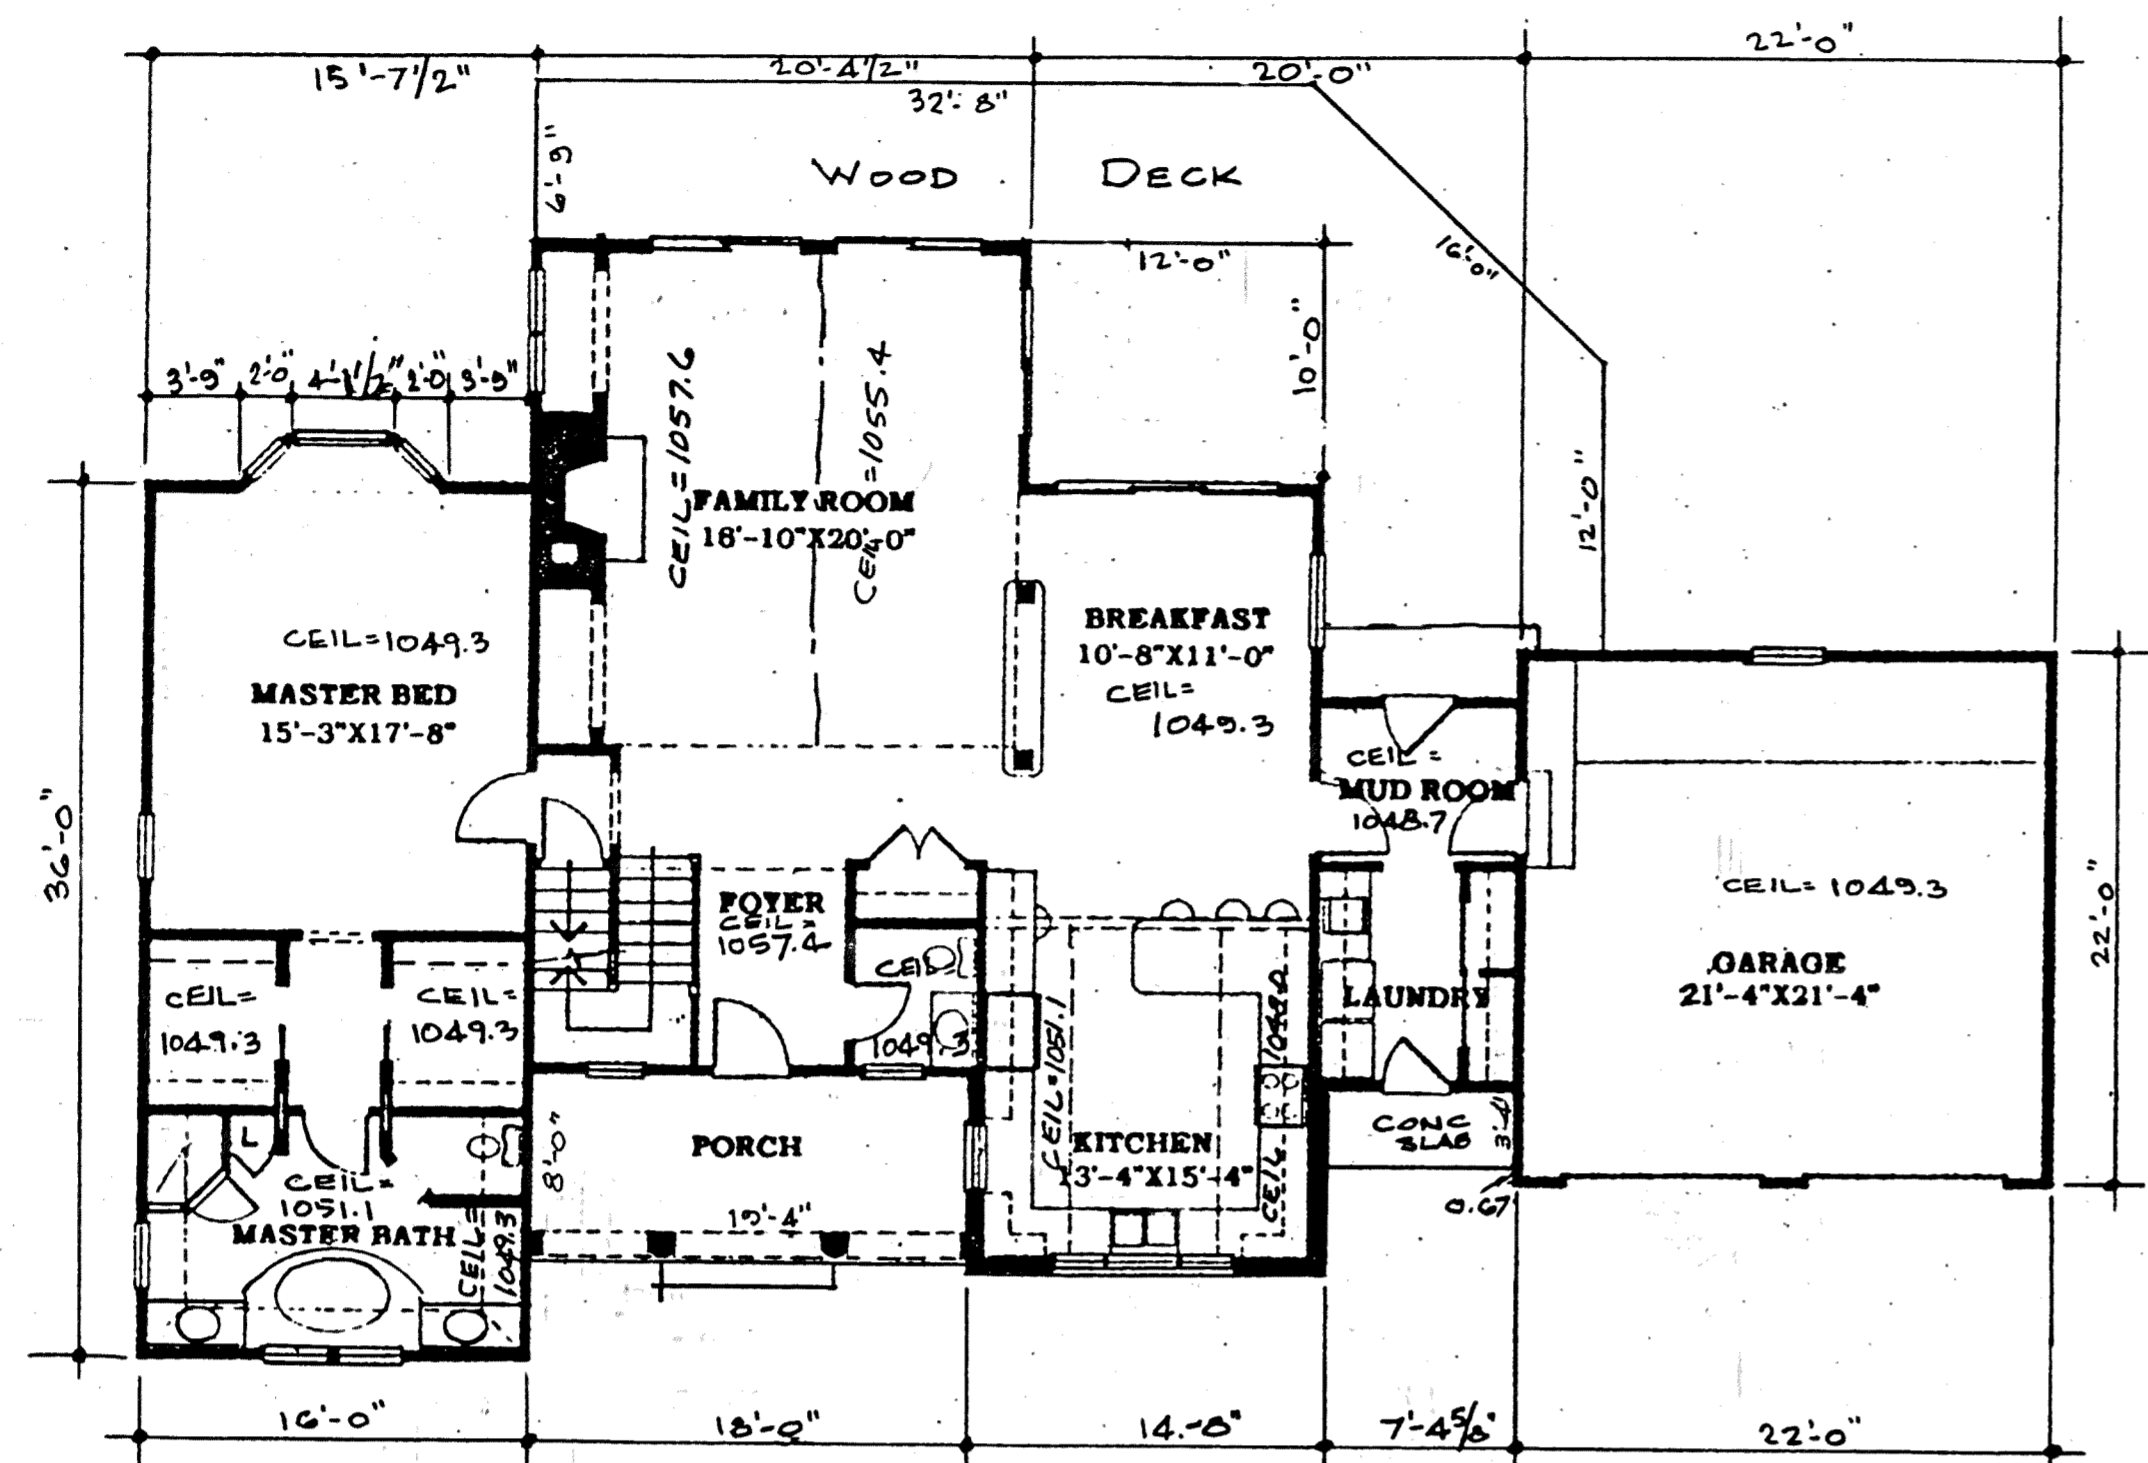 22'-0"
15'-7 1/2"
20'-4 1/2"
20'-0"
32'-8"
6'-9"
WOOD DECK
16'-0"
12'-0"
10'-0"
3'-9" 2'-0" 4'-1 1/2" 2'-0" 3'-9"
CEIL=1057.6
CEIL=1055.4
FAMILY ROOM
18'-10"X20'-0"
12'-0"
BREAKFAST
10'-8"X11'-0"
CEIL=
1049.3
CEIL=1049.3
MASTER BED
15'-3"X17'-8"
36'-0"
CEIL=
MUD ROOM
1048.7
CEIL= 1049.3
GARAGE
21'-4"X21'-4"
22'-0"
FOYER
CEIL=
1057.4
CEIL=
1049.3
CEIL=
1049.3
CEIL=
1049.3
LAUNDRY
CEIL=1051.1
CEIL
KITCHEN
13'-4"X15'-4"
CONC
SLAB
3'-4"
0.67
PORCH
8'-0"
L
CEIL=
1051.1
MASTER BATH
CEIL=
1049.3
16'-0"
18'-0"
14.-8"
7'-4 5/8"
22'-0"